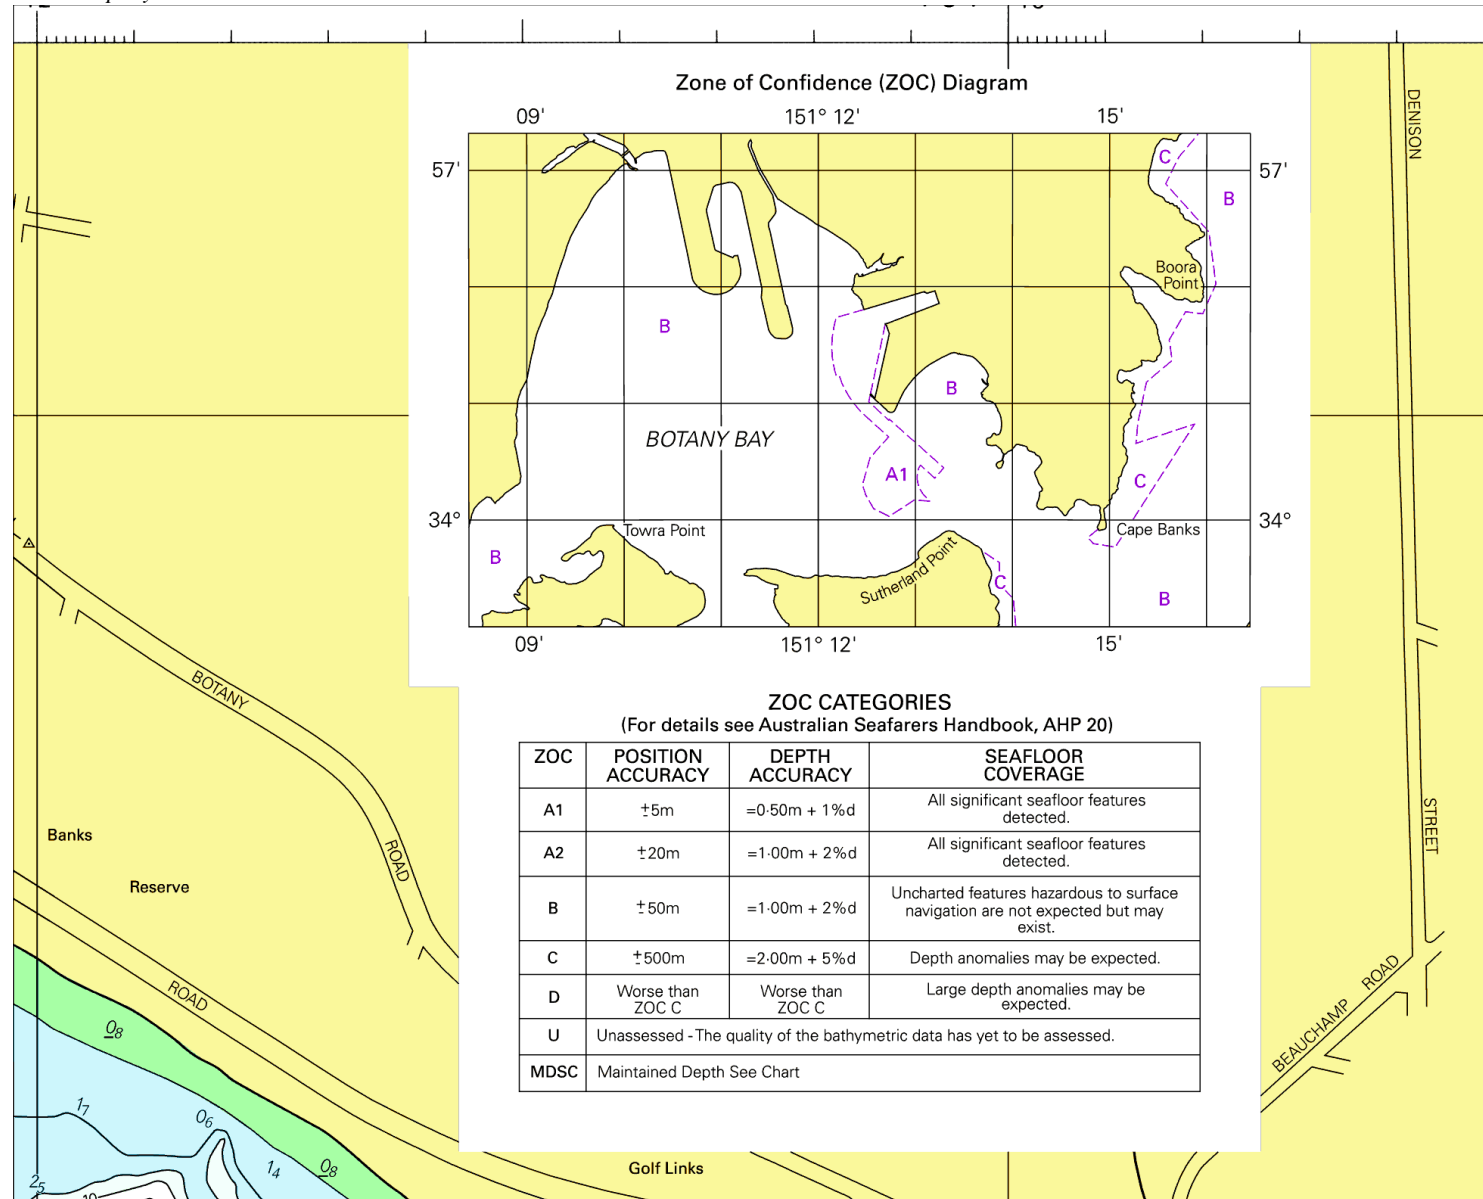 Zone of Confidence (ZOC) Diagram
09' 151° 12' 15'
57' 57'
C
B
Boora
Point
B
B
BOTANY BAY
A1
C
34° 34°
Towra Point
Cape Banks
B
Sutherland Point
C
B
09' 151° 12' 15'
ZOC CATEGORIES
(For details see Australian Seafarers Handbook, AHP 20)
ZOC POSITION ACCURACY DEPTH ACCURACY SEAFLOOR COVERAGE
A1 ±5m =0·50m + 1%d All significant seafloor features detected.
A2 ±20m =1·00m + 2%d All significant seafloor features detected.
B ±50m =1·00m + 2%d Uncharted features hazardous to surface navigation are not expected but may exist.
C ±500m =2·00m + 5%d Depth anomalies may be expected.
D Worse than ZOC C Worse than ZOC C Large depth anomalies may be expected.
U Unassessed - The quality of the bathymetric data has yet to be assessed.
MDSC Maintained Depth See Chart
DENISON
STREET
BEAUCHAMP ROAD
BOTANY
ROAD
Banks
Reserve
ROAD
08
17
06
14
08
25
Golf Links